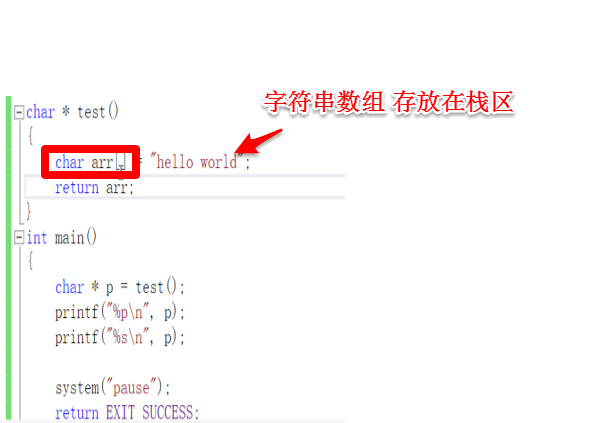 字符串数组 存放在栈区
char * test()
{
char arr[] = "hello world";
return arr;
}
int main()
{
char * p = test();
printf("%p\n", p);
printf("%s\n", p);
system("pause");
return EXIT_SUCCESS;